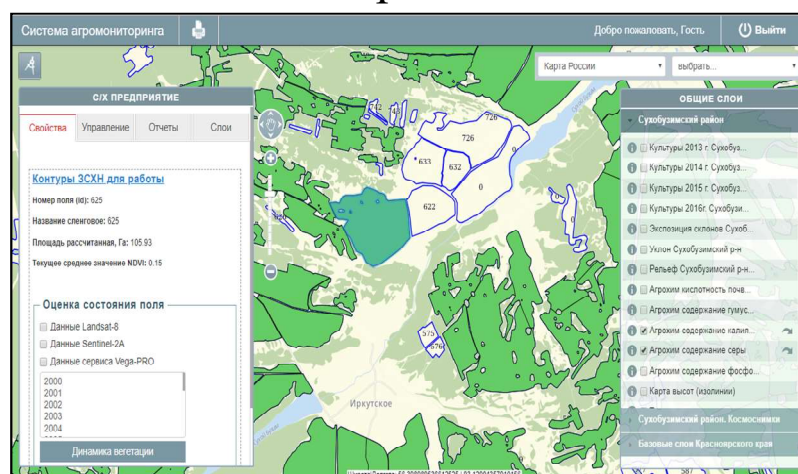 Система агромониторинга
Добро пожаловать, Гость
Выйти
Карта России
выбрать...
С/Х ПРЕДПРИЯТИЕ
Свойства Управление Отчеты Слои
Контуры ЗСХН для работы
Номер поля (id): 625
Название сленговое: 625
Площадь рассчитанная, Га: 105.93
Текущее среднее значение NDVI: 0.15
Оценка состояния поля
Данные Landsat-8
Данные Sentinel-2A
Данные сервиса Vega-PRO
2000
2001
2002
2003
2004
Динамика вегетации
726
726
633
632
0
622
575
576
Иркутское
ОБЩИЕ СЛОИ
Сухобузимский район
Культуры 2013 г. Сухобуз...
Культуры 2014 г. Сухобуз...
Культуры 2015 г. Сухобуз...
Культуры 2016г. Сухобузи...
Экспозиция склонов Сухоб...
Уклон Сухобузимский р-н
Рельеф Сухобузимский р-н...
Агрохим кислотность почв...
Агрохим содержание гумус...
Агрохим содержание калия...
Агрохим содержание серы
Агрохим содержание фосфо...
Карта высот (изолинии)
Сухобузимский район. Космоснимки
Базовые слои Красноярского края